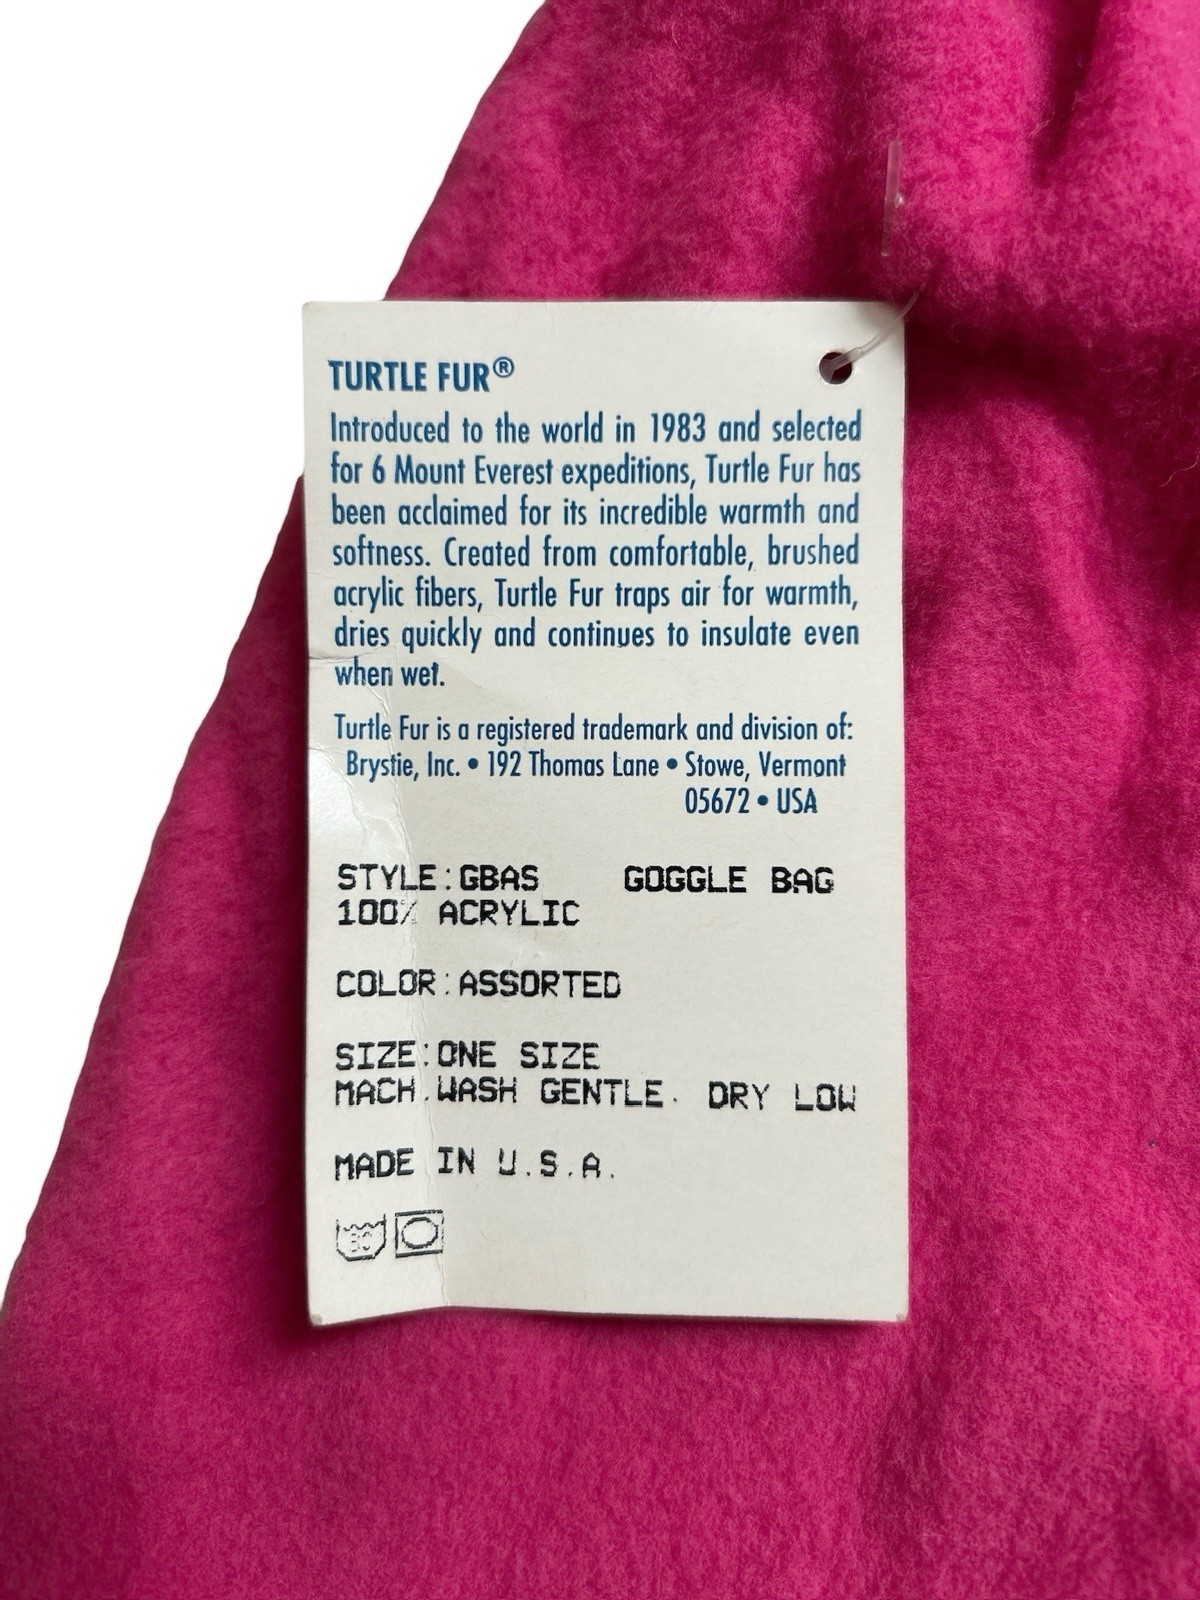 TURTLE FUR®
Introduced to the world in 1983 and selected
for 6 Mount Everest expeditions, Turtle Fur has
been acclaimed for its incredible warmth and
softness. Created from comfortable, brushed
acrylic fibers, Turtle Fur traps air for warmth,
dries quickly and continues to insulate even
when wet.
Turtle Fur is a registered trademark and division of:
Brystie, Inc. • 192 Thomas Lane • Stowe, Vermont
05672 • USA
STYLE:GBAS GOGGLE BAG
100% ACRYLIC
COLOR:ASSORTED
SIZE:ONE SIZE
MACH.WASH GENTLE. DRY LOW
MADE IN U.S.A.
30